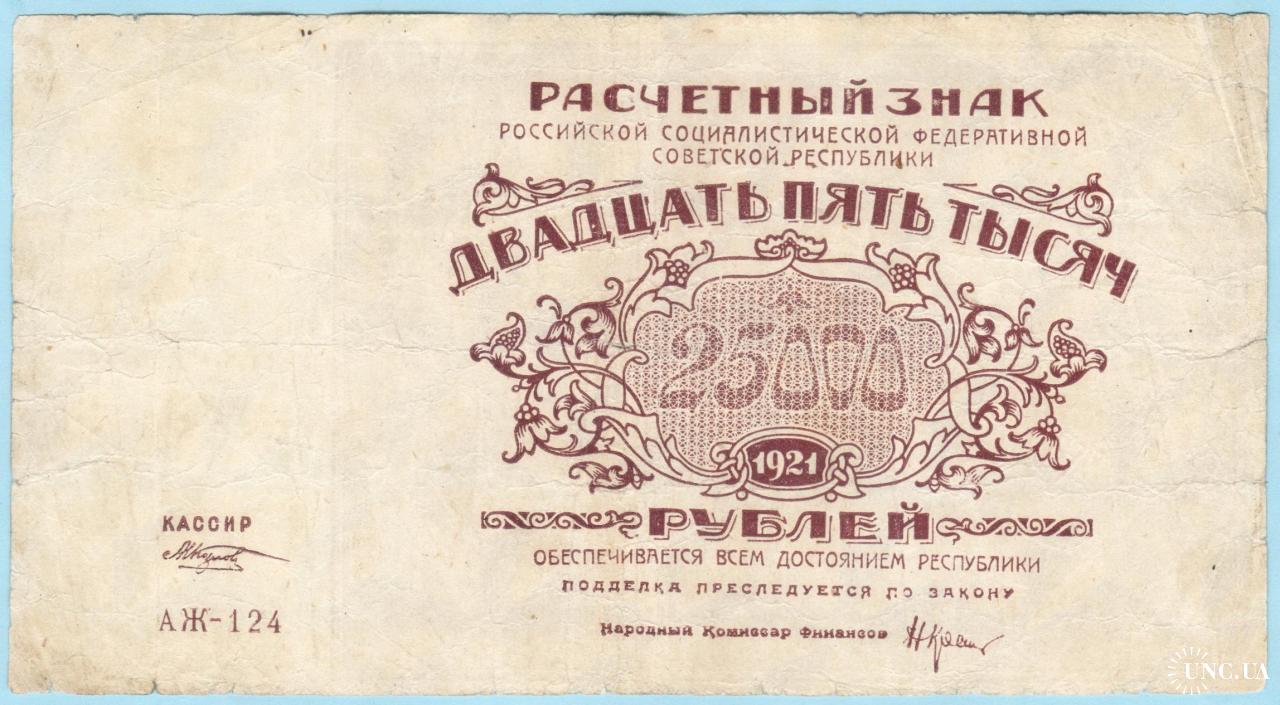 РАСЧЕТНЫЙ ЗНАК
РОССИЙСКОЙ СОЦИАЛИСТИЧЕСКОЙ ФЕДЕРАТИВНОЙ
СОВЕТСКОЙ РЕСПУБЛИКИ
ДВАДЦАТЬ ПЯТЬ ТЫСЯЧ
25000
1921
РУБЛЕЙ
ОБЕСПЕЧИВАЕТСЯ ВСЕМ ДОСТОЯНИЕМ РЕСПУБЛИКИ
ПОДДЕЛКА ПРЕСЛЕДУЕТСЯ ПО ЗАКОНУ
Народный Комиссар Финансов
КАССИР
АЖ-124
UNC.UA